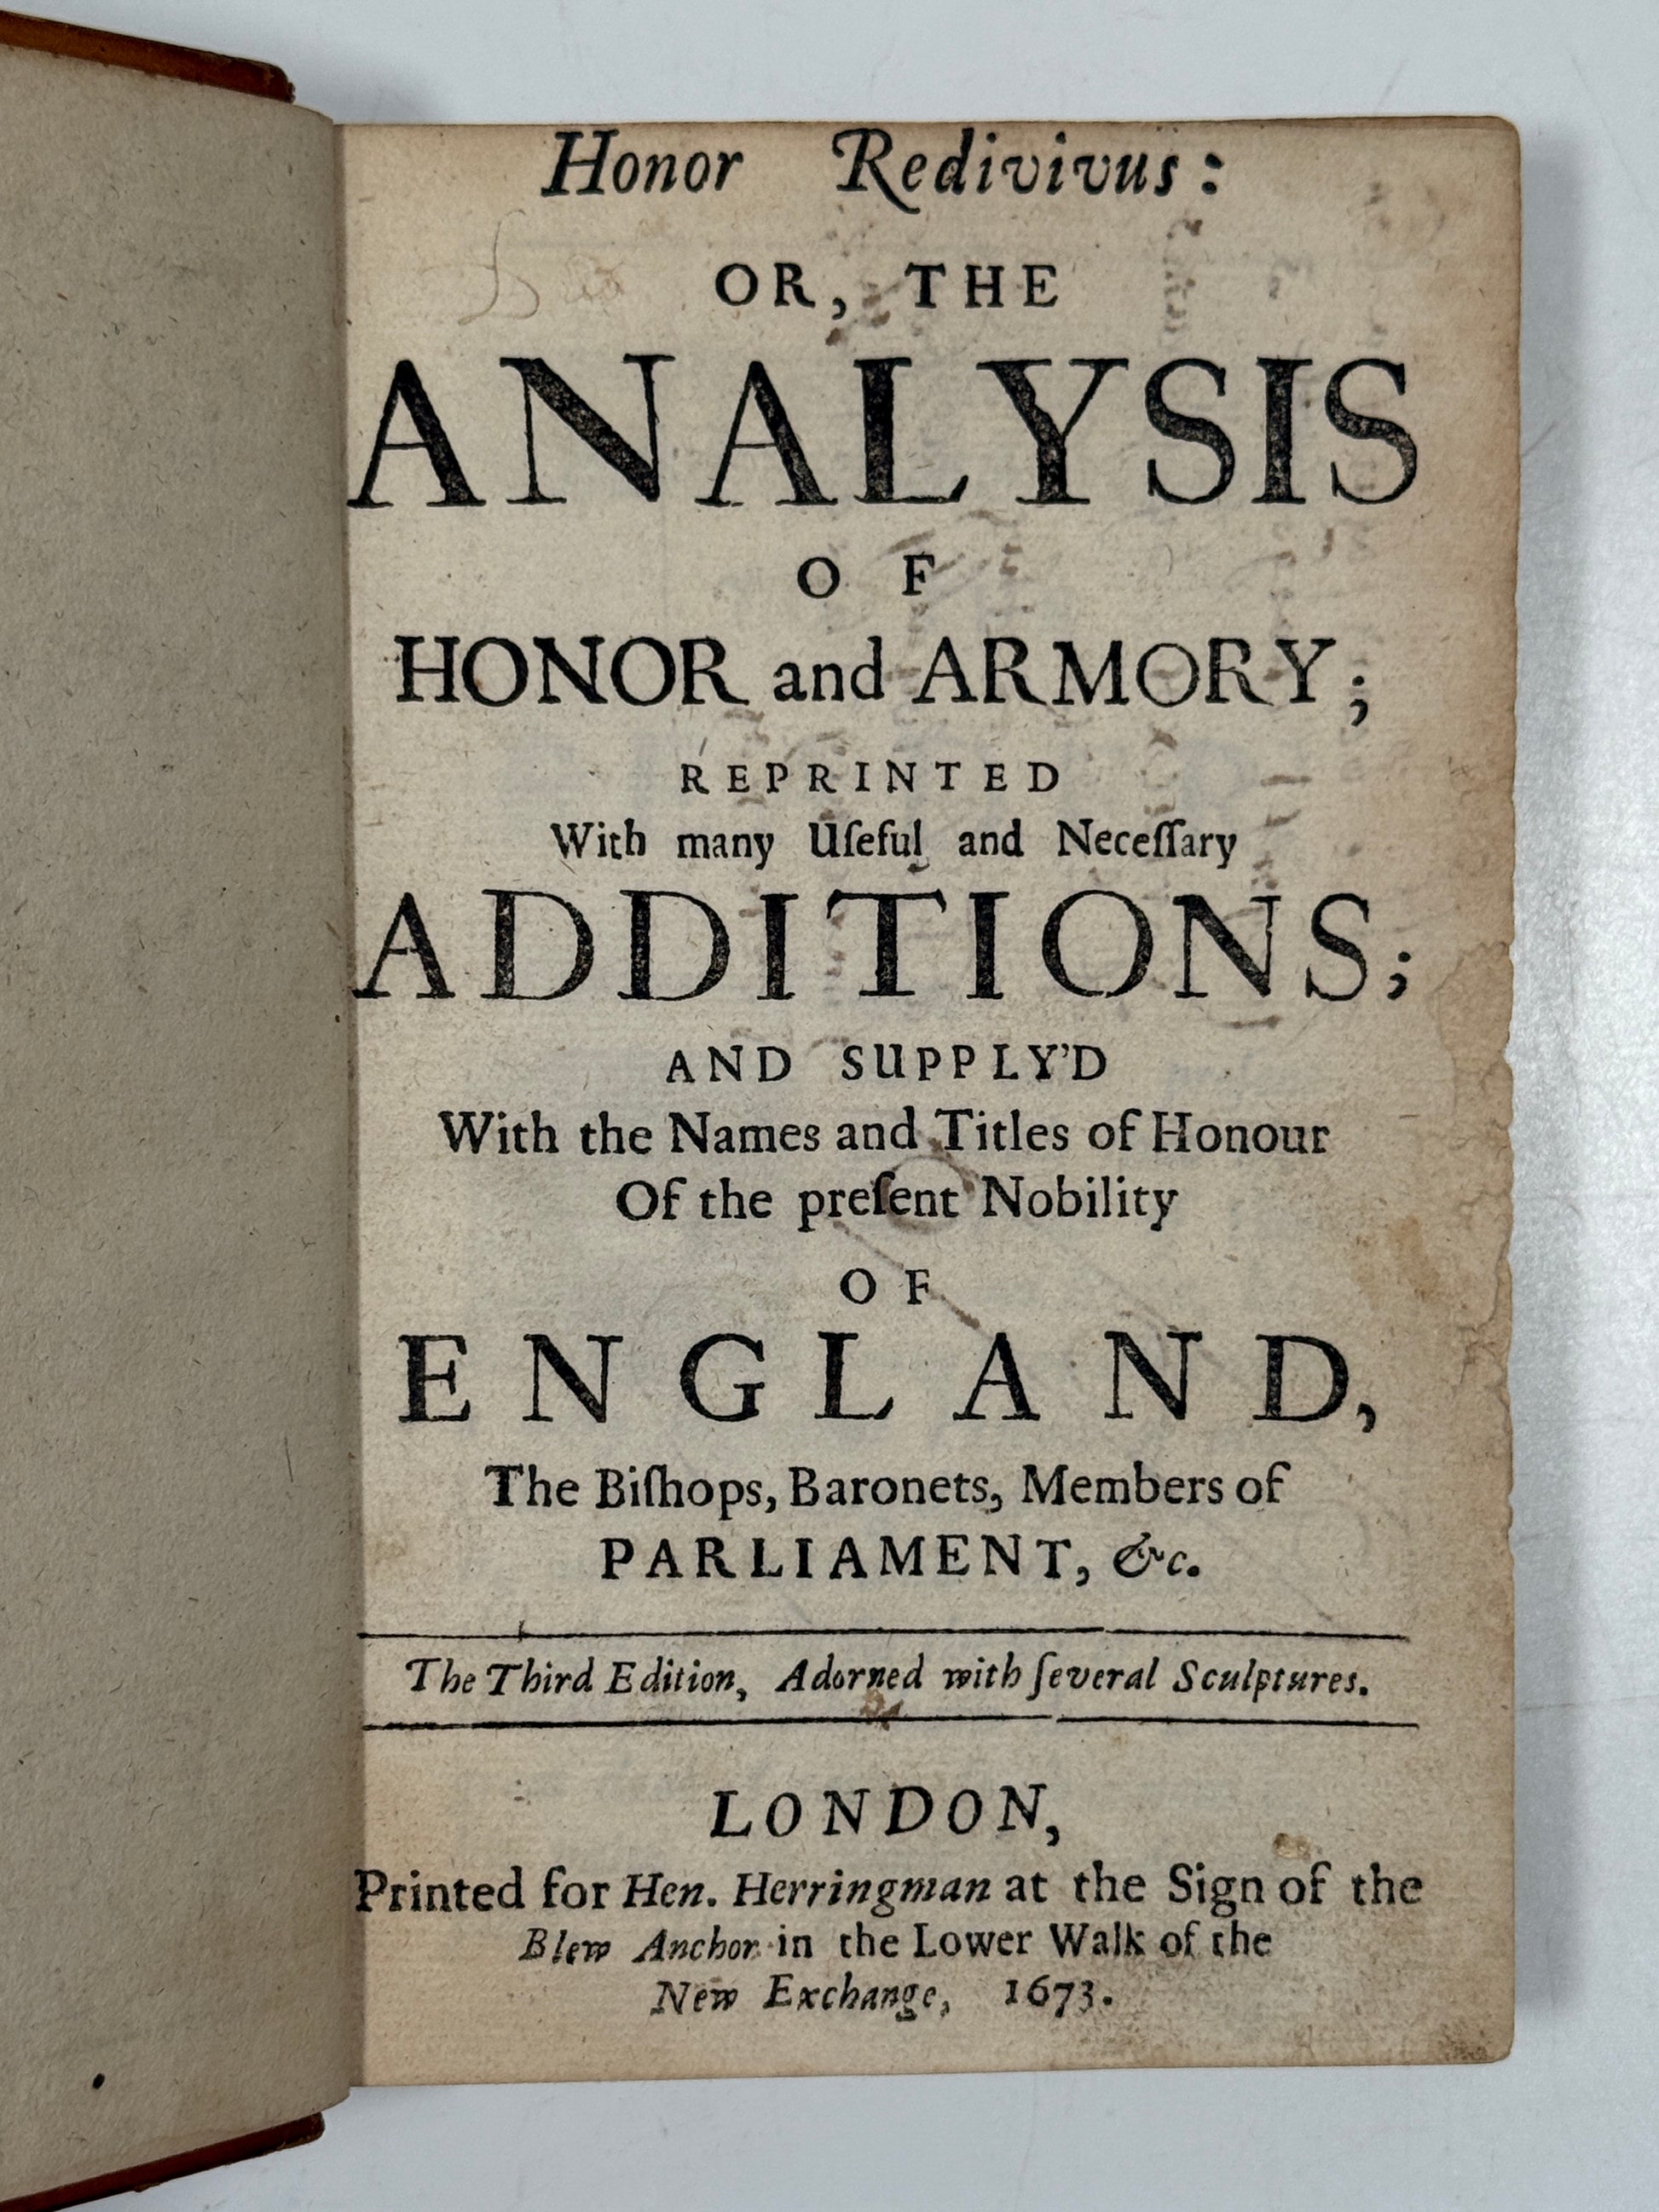 Honor Redivivus:
OR, THE
ANALYSIS
OF
HONOR and ARMORY;
REPRINTED
With many Uſeful and Neceſſary
ADDITIONS;
AND SUPPLY'D
With the Names and Titles of Honour
Of the preſent Nobility
OF
ENGLAND,
The Biſhops, Baronets, Members of
PARLIAMENT, &c.
The Third Edition, Adorned with ſeveral Sculptures.
LONDON,
Printed for Hen. Herringman at the Sign of the
Blew Anchor in the Lower Walk of the
New Exchange, 1673.